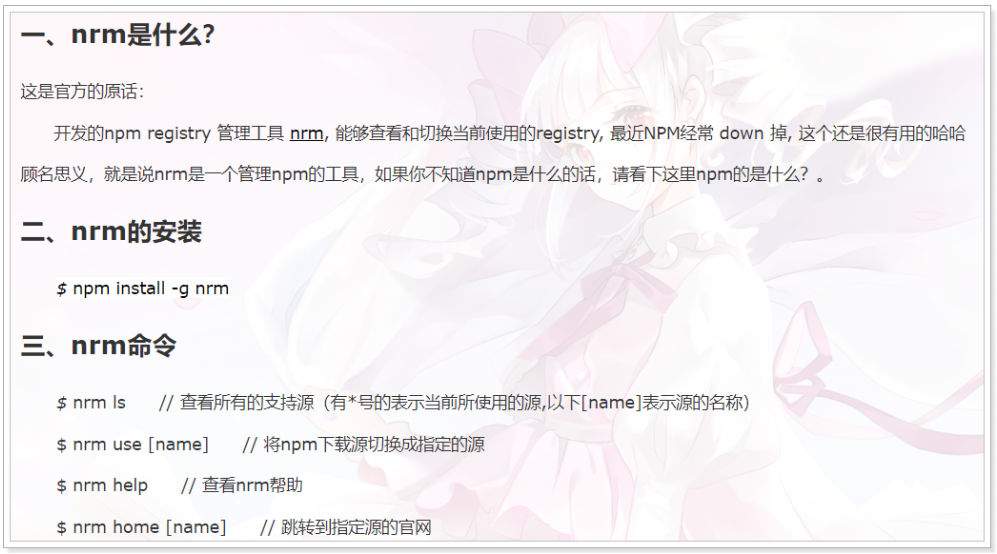 一、nrm是什么？
这是官方的原话：
开发的npm registry 管理工具 nrm, 能够查看和切换当前使用的registry, 最近NPM经常 down 掉, 这个还是很有用的哈哈
顾名思义，就是说nrm是一个管理npm的工具，如果你不知道npm是什么的话，请看下这里npm的是什么？。
二、nrm的安装
$ npm install -g nrm
三、nrm命令
$ nrm ls // 查看所有的支持源（有*号的表示当前所使用的源,以下[name]表示源的名称）
$ nrm use [name] // 将npm下载源切换成指定的源
$ nrm help // 查看nrm帮助
$ nrm home [name] // 跳转到指定源的官网